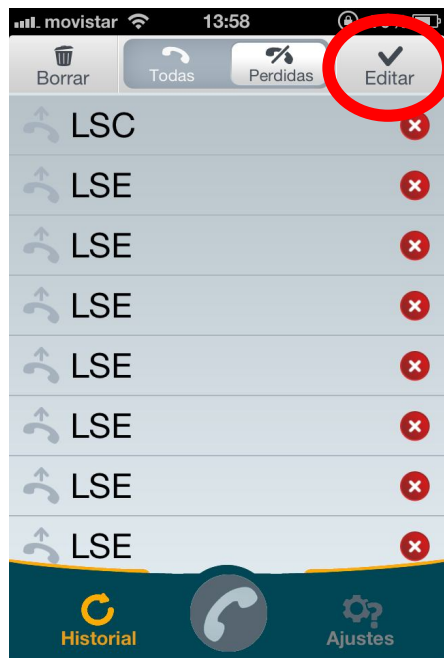 movistar 13:58
Borrar Todas Perdidas Editar
LSC
LSE
LSE
LSE
LSE
LSE
LSE
LSE
Historial Ajustes